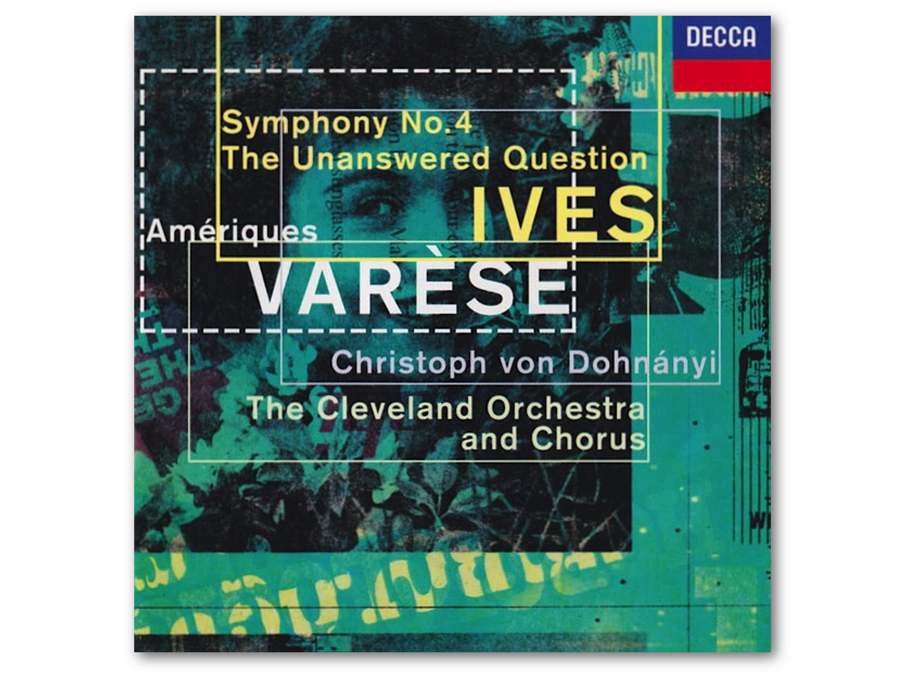 DECCA
Symphony No.4
The Unanswered Question
IVES
Amériques
VARÈSE
Christoph von Dohnányi
The Cleveland Orchestra
and Chorus